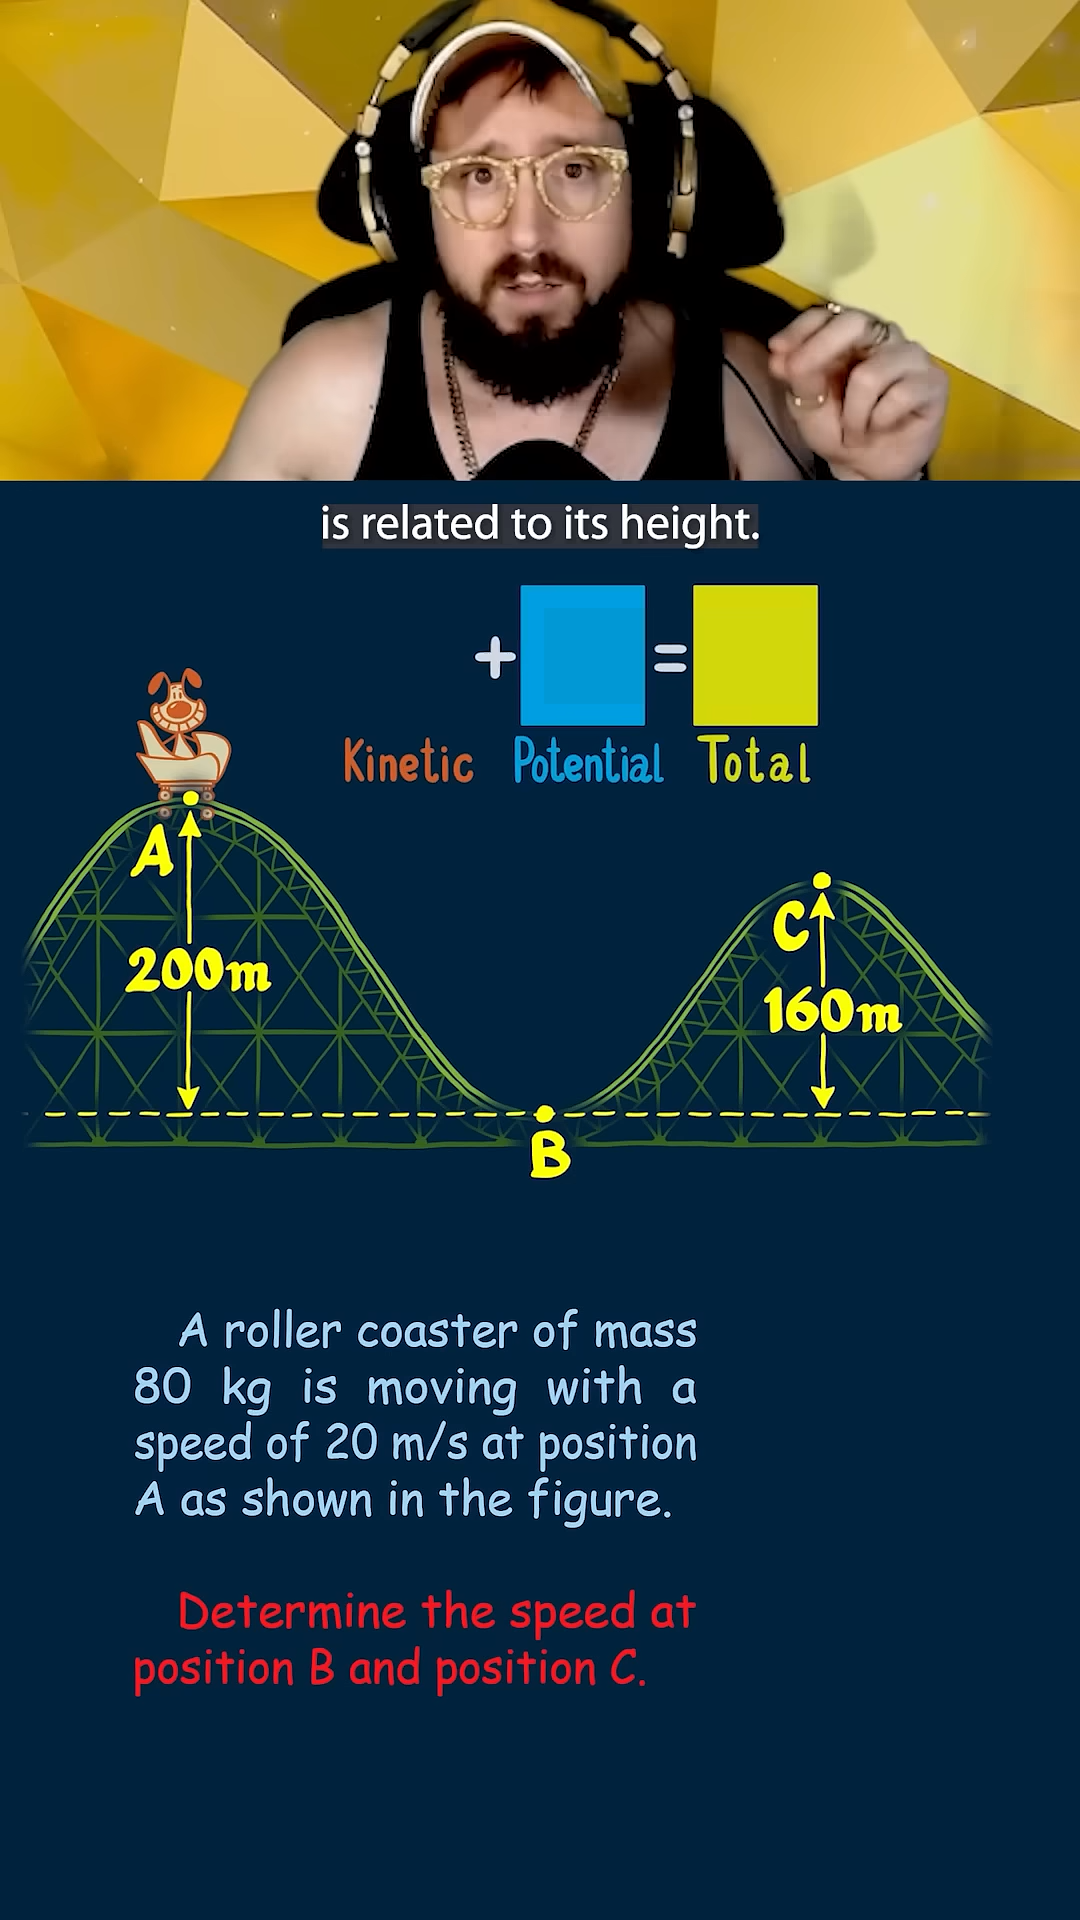 is related to its height.
+ =
Kinetic Potential Total
A
C
200m
160m
B
A roller coaster of mass
80 kg is moving with a
speed of 20 m/s at position
A as shown in the figure.
Determine the speed at
position B and position C.